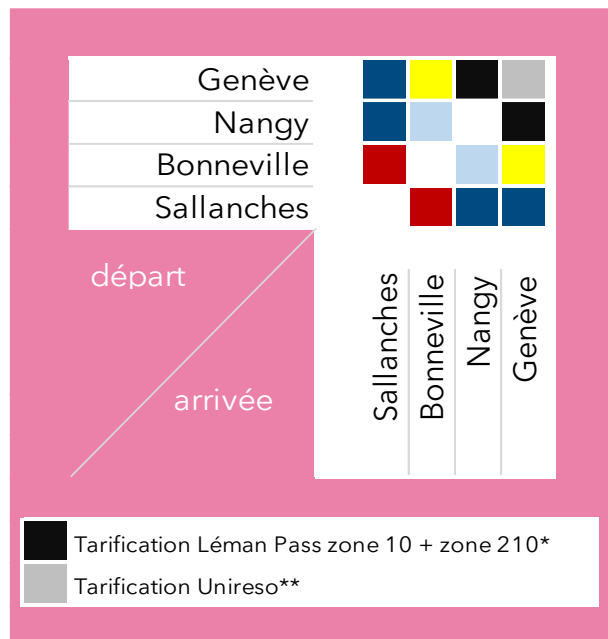 Genève
Nangy
Bonneville
Sallanches
départ
arrivée
Sallanches
Bonneville
Nangy
Genève
Tarification Léman Pass zone 10 + zone 210*
Tarification Unireso**